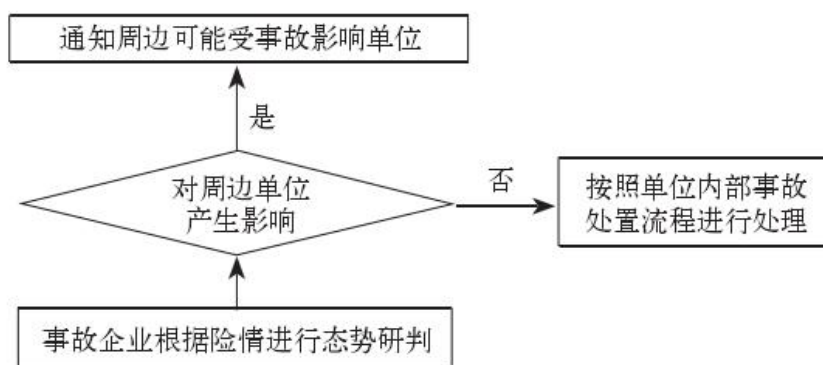 通知周边可能受事故影响单位
是
对周边单位
产生影响
否
按照单位内部事故
处置流程进行处理
事故企业根据险情进行态势研判